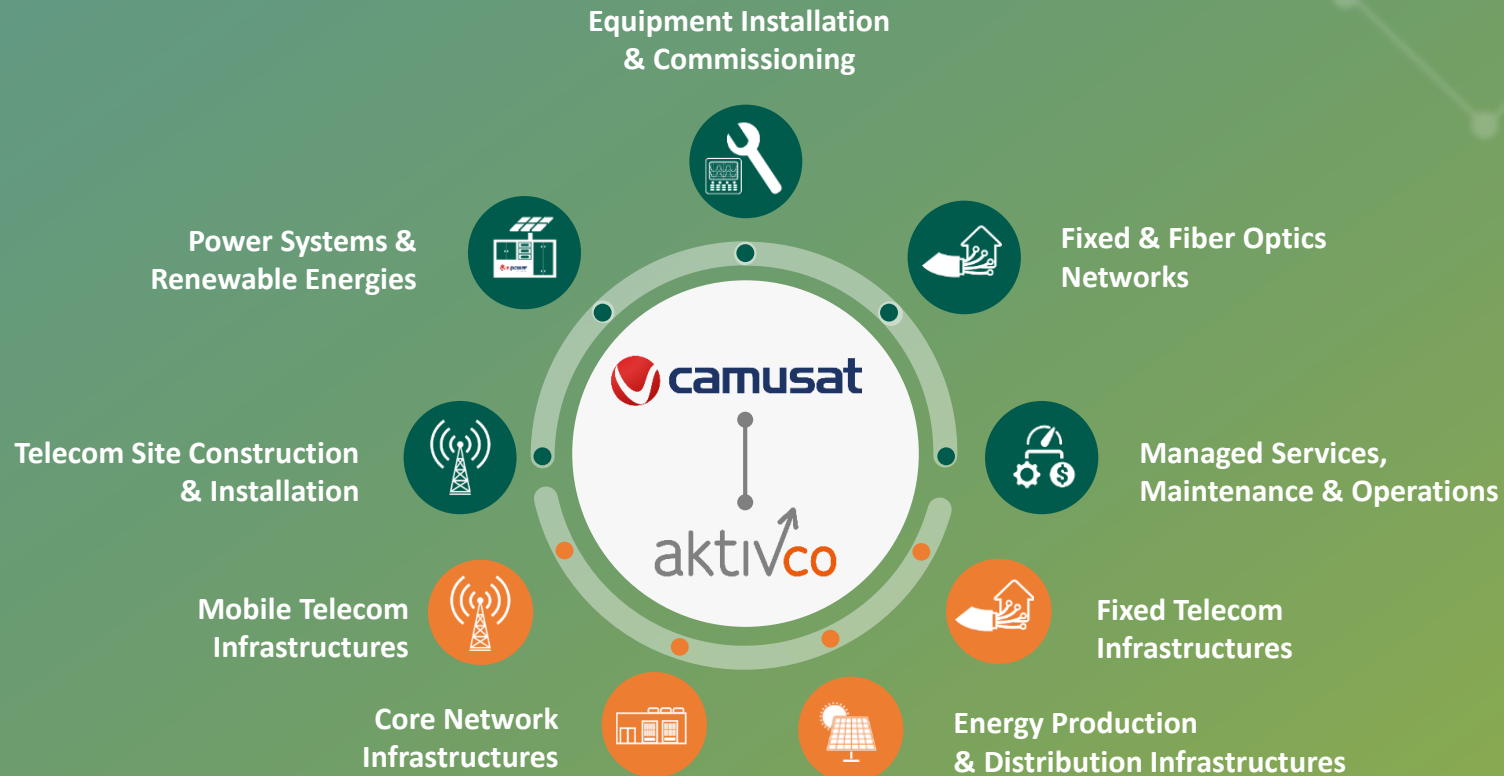 Equipment Installation
& Commissioning
Power Systems &
Renewable Energies
Fixed & Fiber Optics
Networks
camusat
Telecom Site Construction
& Installation
Managed Services,
Maintenance & Operations
aktivco
Mobile Telecom
Infrastructures
Fixed Telecom
Infrastructures
Core Network
Infrastructures
Energy Production
& Distribution Infrastructures